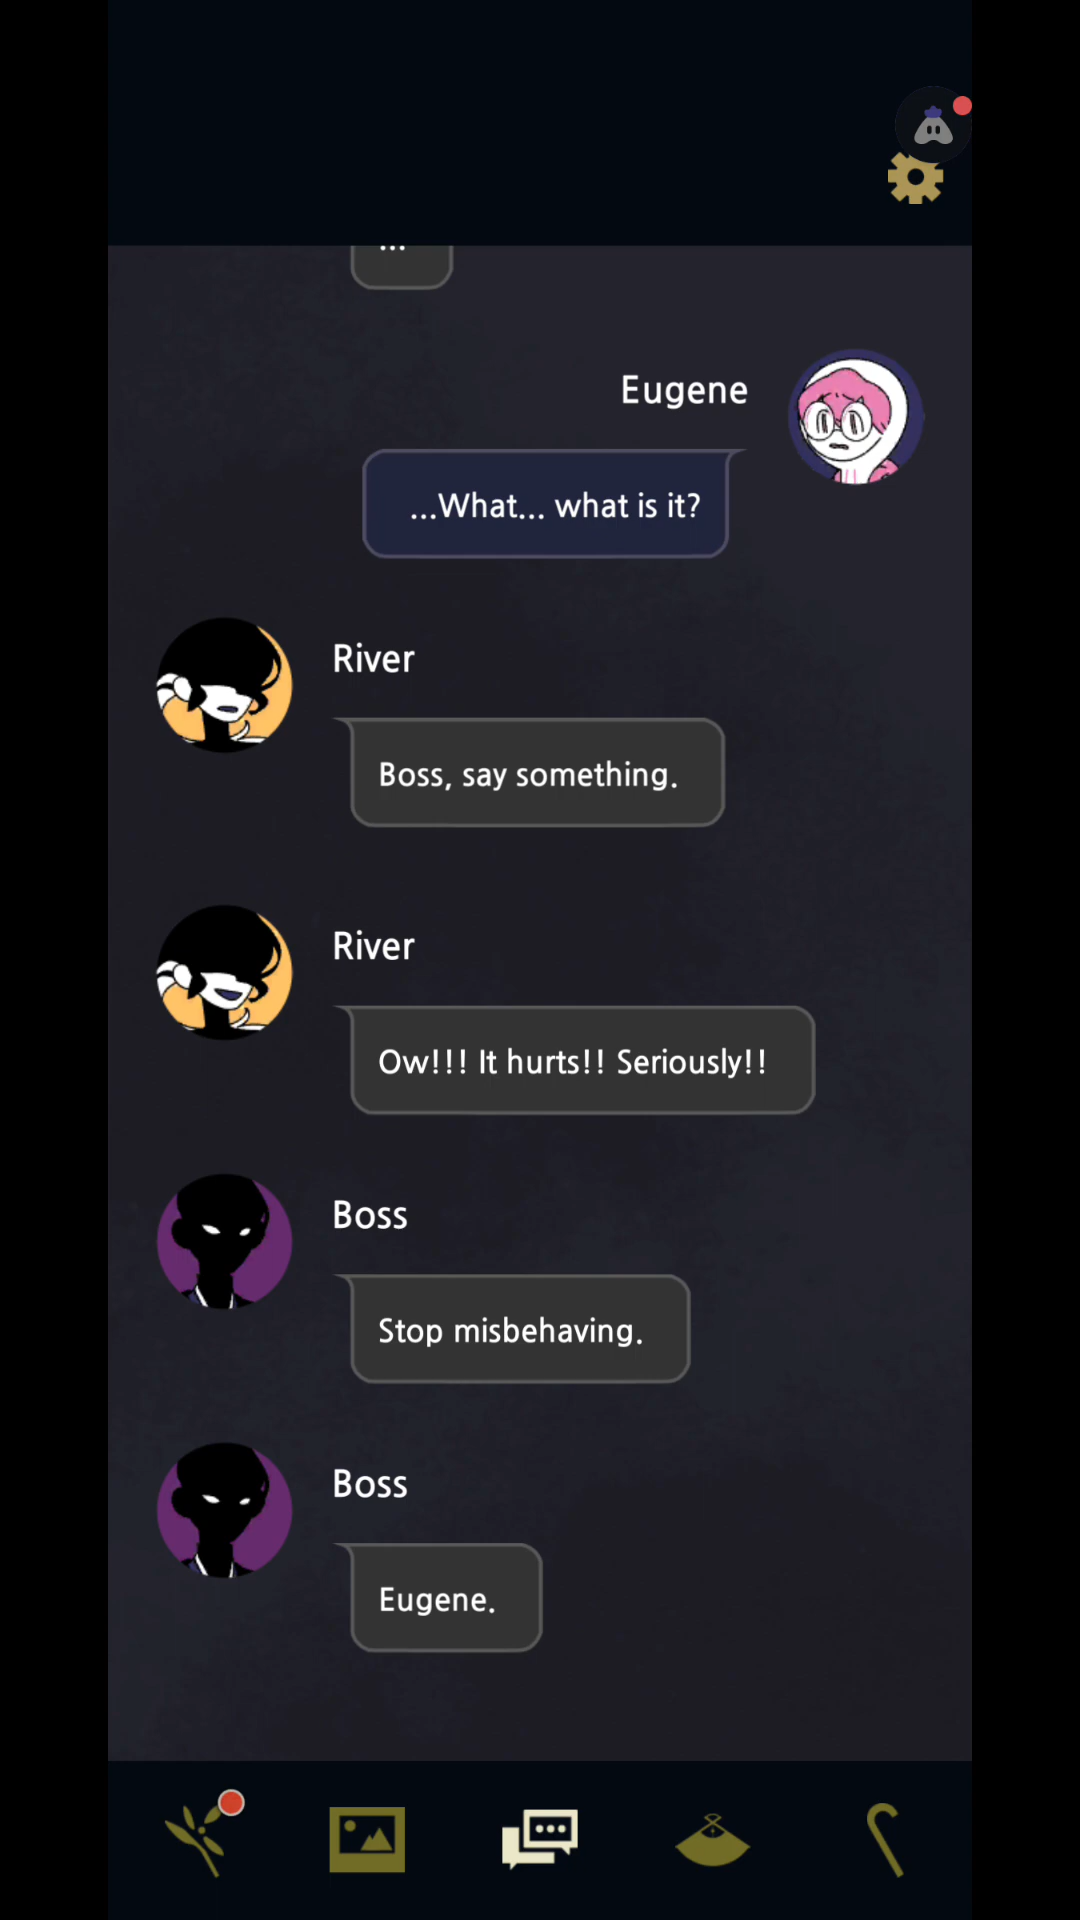 ...
Eugene
...What... what is it?
River
Boss, say something.
River
Ow!!! It hurts!! Seriously!!
Boss
Stop misbehaving.
Boss
Eugene.